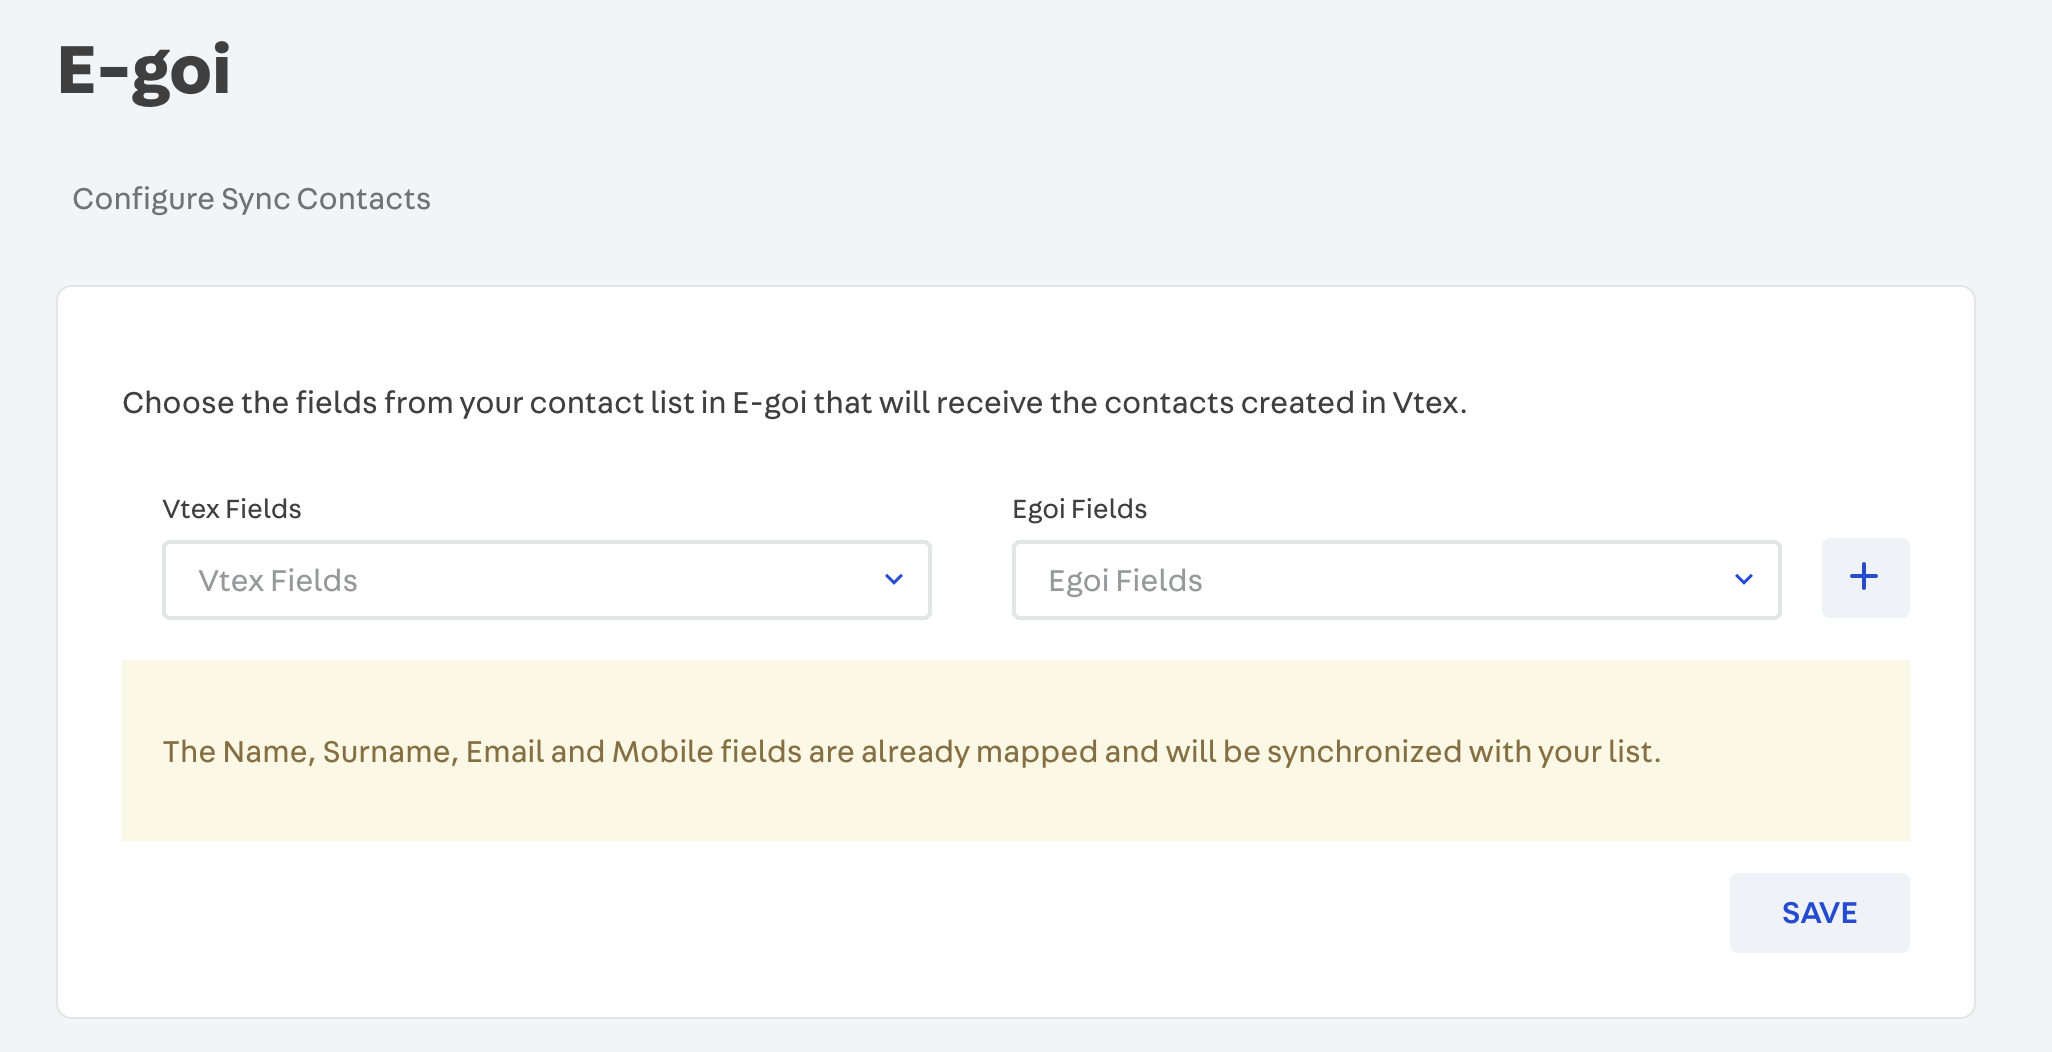 E-goi
Configure Sync Contacts
Choose the fields from your contact list in E-goi that will receive the contacts created in Vtex.
Vtex Fields
Egoi Fields
Vtex Fields
Egoi Fields
+
The Name, Surname, Email and Mobile fields are already mapped and will be synchronized with your list.
SAVE